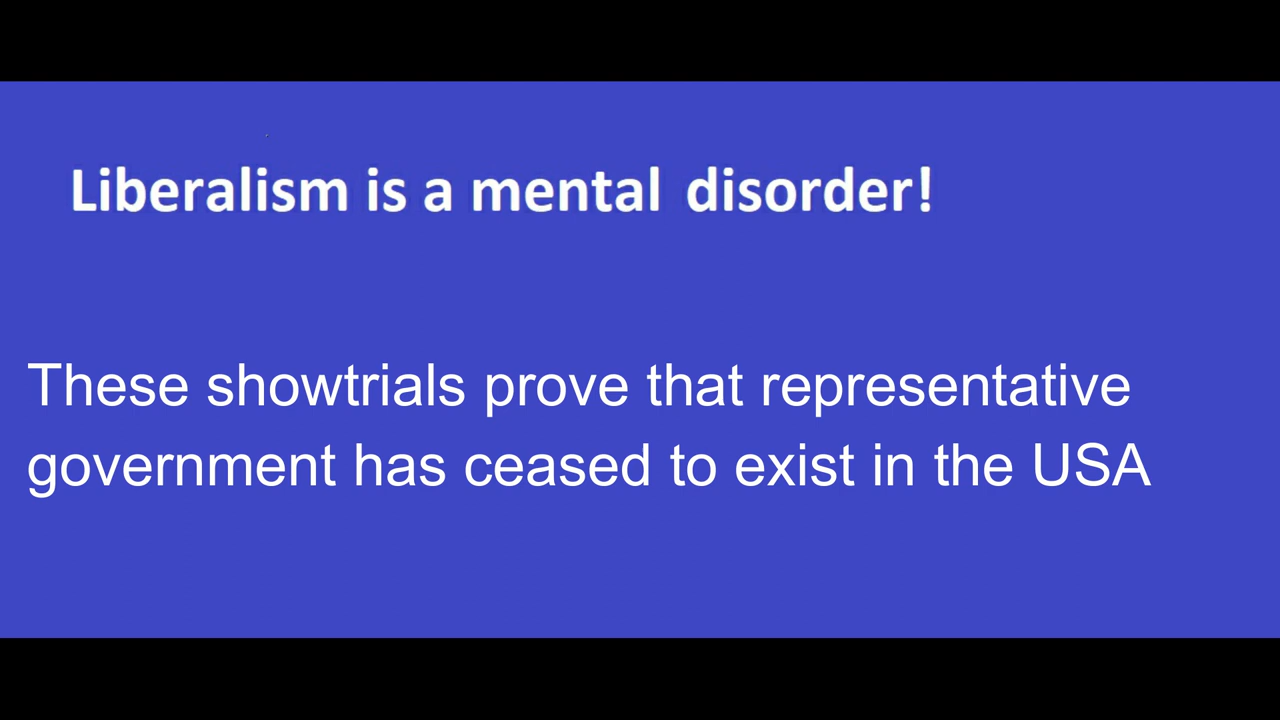 Liberalism is a mental disorder!
These showtrials prove that representative
government has ceased to exist in the USA